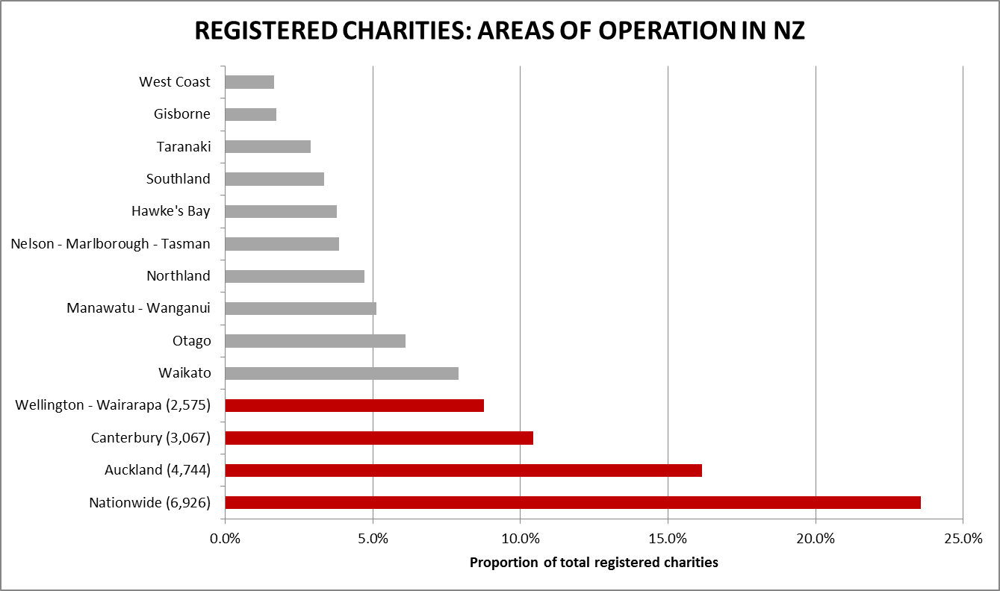 REGISTERED CHARITIES: AREAS OF OPERATION IN NZ
West Coast
Gisborne
Taranaki
Southland
Hawke's Bay
Nelson - Marlborough - Tasman
Northland
Manawatu - Wanganui
Otago
Waikato
Wellington - Wairarapa (2,575)
Canterbury (3,067)
Auckland (4,744)
Nationwide (6,926)
0.0% 5.0% 10.0% 15.0% 20.0% 25.0%
Proportion of total registered charities